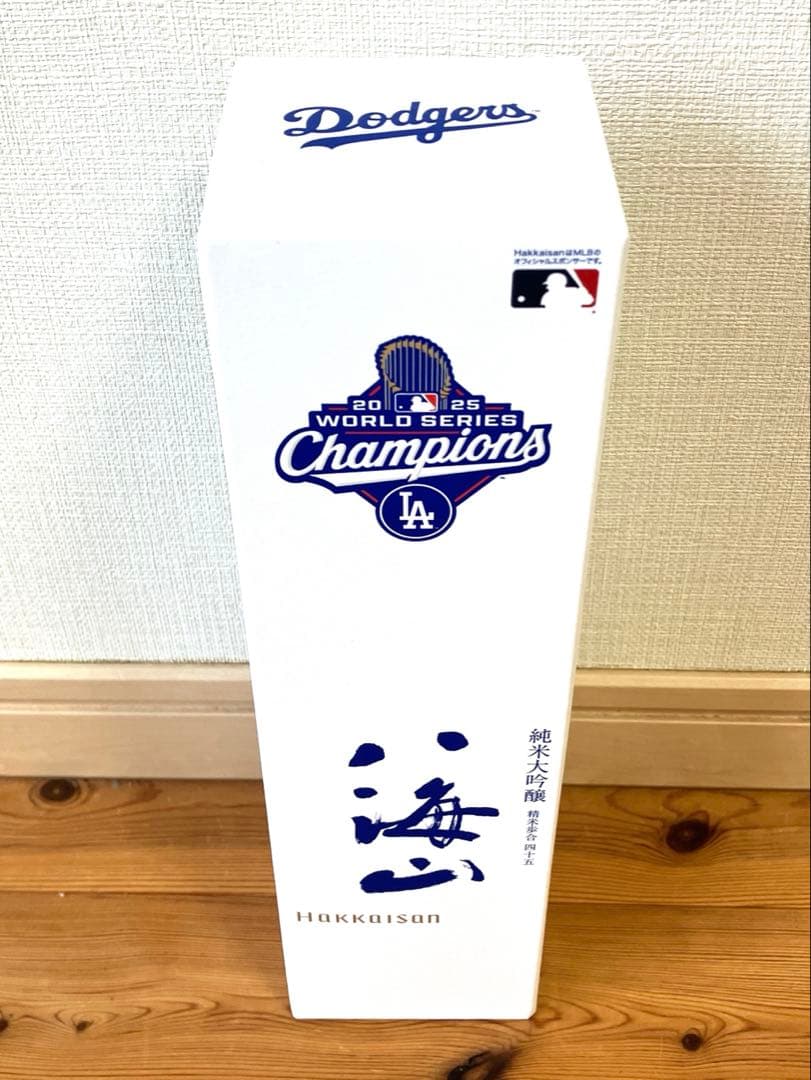 Dodgers
HakkaisanはMLBの
オフィシャルスポンサーです。
20 25
WORLD SERIES
Champions
LA
八海山
純米大吟醸 精米歩合 四十五
Hakkaisan